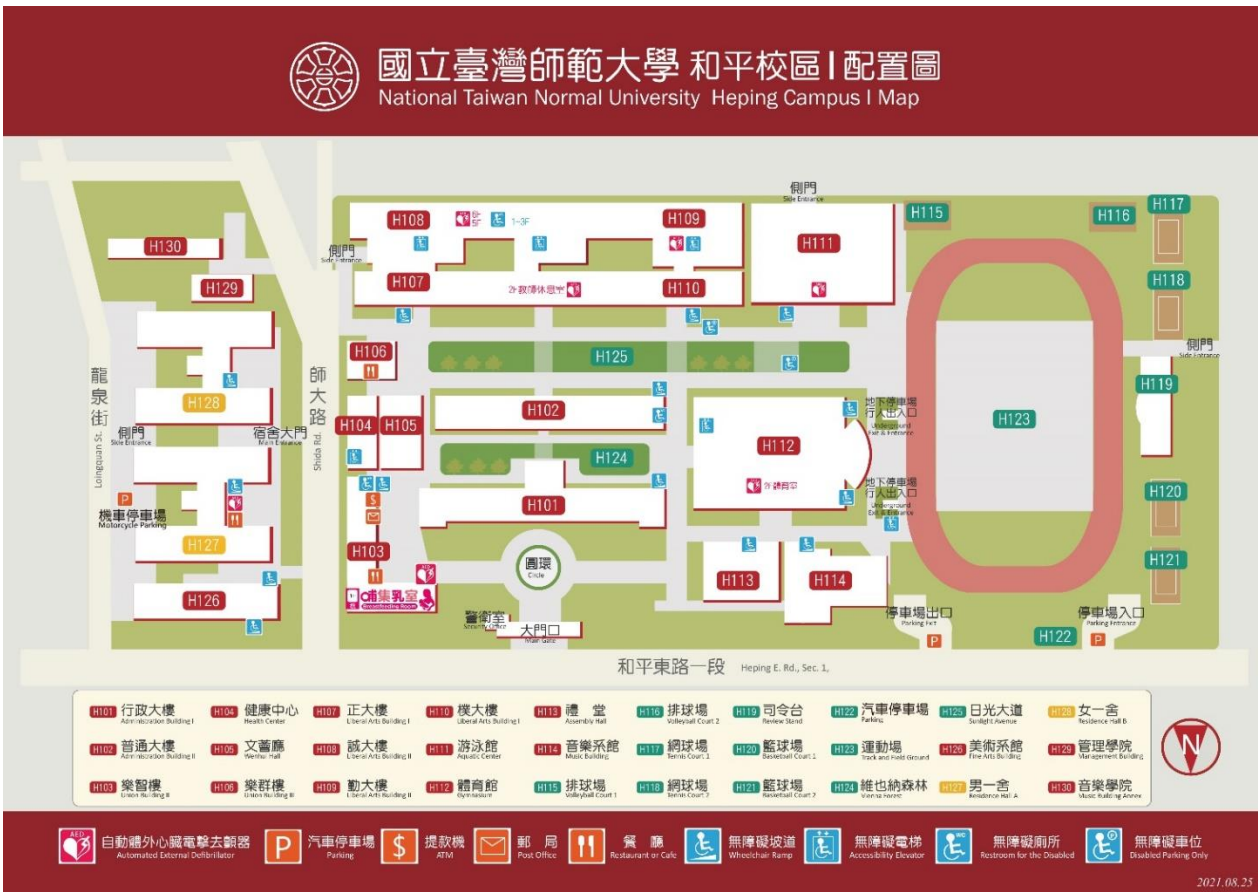 國立臺灣師範大學 和平校區I配置圖
National Taiwan Normal University Heping Campus I Map
側門
Side Entrance
H117
H108
1-3F
H109
H115
H116
H130
H111
側門
Side Entrance
H129
H107
2F教師休息室
H110
H118
H106
H125
側門
Side Entrance
龍泉街
Loingquan St.
師大路
Shida Rd.
H119
H128
H102
地下停車場
行人出入口
Underground
Exit & Entrance
H123
H104
H105
側門
Side Entrance
宿舍大門
Main Entrance
H112
H124
2F體育室
地下停車場
行人出入口
Underground
Exit & Entrance
H120
P
機車停車場
Motorcycle Parking
$
H101
H127
H103
圓環
Circle
H113
H114
H121
AED
哺集乳室
Breastfeeding Room
H126
警衛室
Security Office
大門口
Main Gate
停車場出口
Parking Exit
P
H122
停車場入口
Parking Entrance
P
和平東路一段 Heping E. Rd., Sec. 1,
H101 行政大樓 Administration Building I
H104 健康中心 Health Center
H107 正大樓 Liberal Arts Building I
H110 樸大樓 Liberal Arts Building I
H113 禮 堂 Assembly Hall
H116 排球場 Volleyball Court 2
H119 司令台 Review Stand
H122 汽車停車場 Parking
H125 日光大道 Sunlight Avenue
H128 女一舍 Residence Hall B
H102 普通大樓 Administration Building II
H105 文薈廳 Wenhui Hall
H108 誠大樓 Liberal Arts Building II
H111 游泳館 Aquatic Center
H114 音樂系館 Music Building
H117 網球場 Tennis Court 1
H120 籃球場 Basketball Court 1
H123 運動場 Track and Field Ground
H126 美術系館 Fine Arts Building
H129 管理學院 Management Building
H103 樂智樓 Union Building II
H106 樂群樓 Union Building III
H109 勤大樓 Liberal Arts Building II
H112 體育館 Gymnasium
H115 排球場 Volleyball Court 1
H118 網球場 Tennis Court 2
H121 籃球場 Basketball Court 2
H124 維也納森林 Vienna Forest
H127 男一舍 Residence Hall A
H130 音樂學院 Music Building Annex
N
AED 自動體外心臟電擊去顫器 Automated External Defibrillator
P 汽車停車場 Parking
$ 提款機 ATM
郵 局 Post Office
餐 廳 Restaurant or Cafe
無障礙坡道 Wheelchair Ramp
無障礙電梯 Accessibility Elevator
無障礙廁所 Restroom for the Disabled
無障礙車位 Disabled Parking Only
2021.08.25